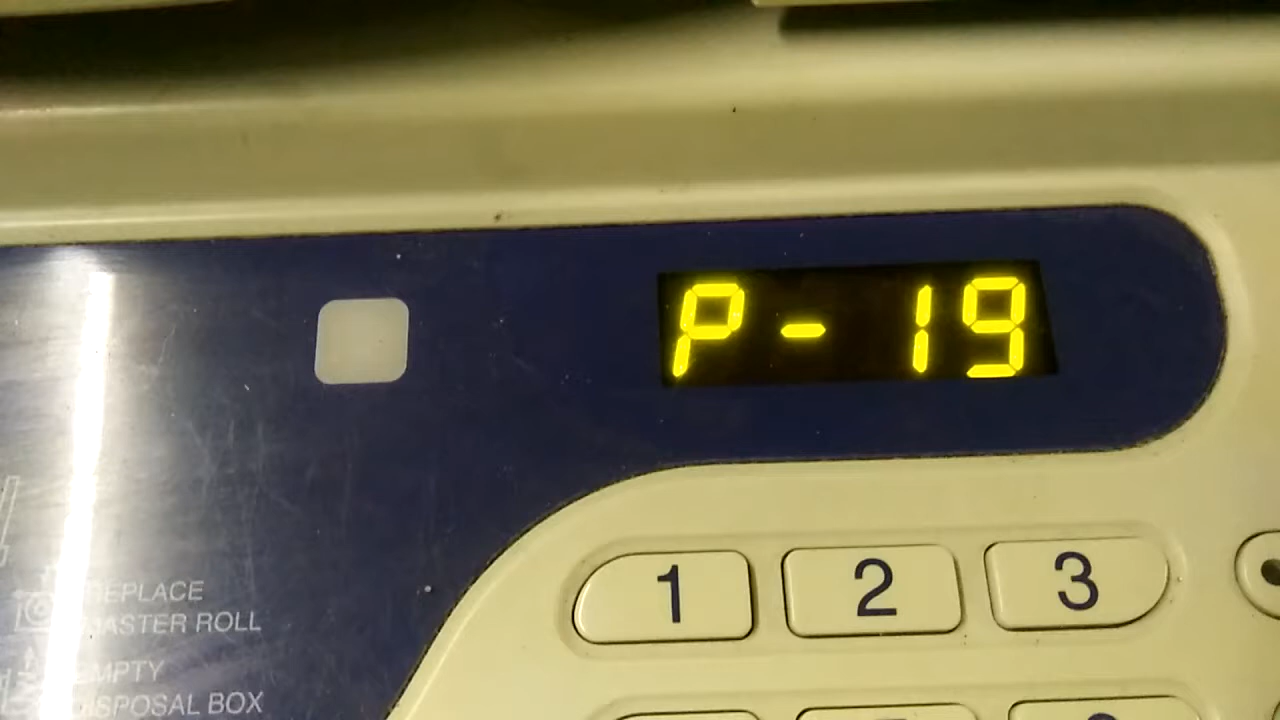 P-19
1 2 3
REPLACE
MASTER ROLL
EMPTY
DISPOSAL BOX